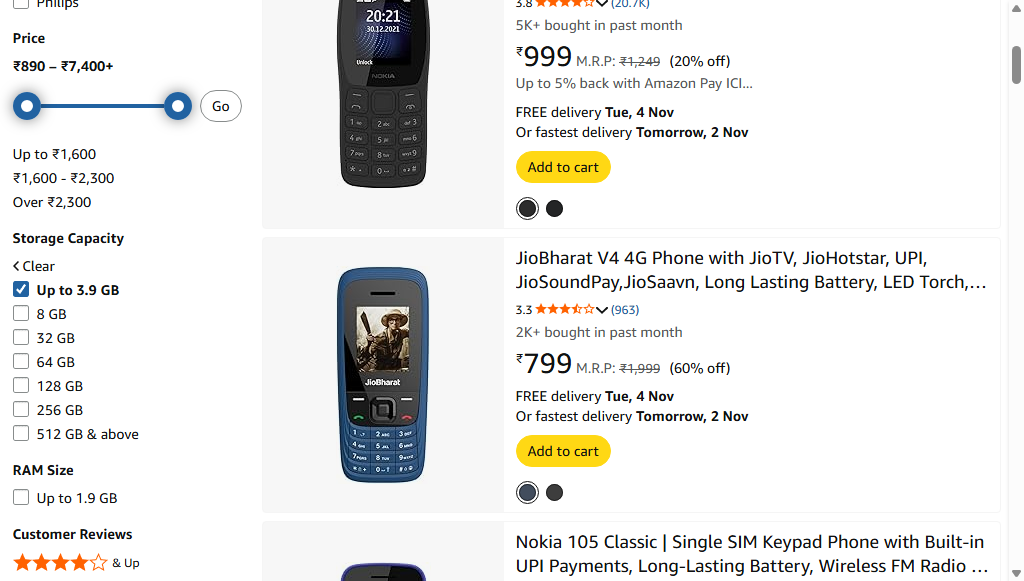 Philips
Price
₹890 – ₹7,400+
Go
Up to ₹1,600
₹1,600 - ₹2,300
Over ₹2,300
Storage Capacity
Clear
Up to 3.9 GB
8 GB
32 GB
64 GB
128 GB
256 GB
512 GB & above
RAM Size
Up to 1.9 GB
Customer Reviews
& Up
20:21
30.12.2021
Unlock
NOKIA
3.8 (20.7K)
5K+ bought in past month
₹999 M.R.P: ₹1,249 (20% off)
Up to 5% back with Amazon Pay ICI…
FREE delivery Tue, 4 Nov
Or fastest delivery Tomorrow, 2 Nov
Add to cart
JioBharat
JioBharat V4 4G Phone with JioTV, JioHotstar, UPI,
JioSoundPay,JioSaavn, Long Lasting Battery, LED Torch,…
3.3 (963)
2K+ bought in past month
₹799 M.R.P: ₹1,999 (60% off)
FREE delivery Tue, 4 Nov
Or fastest delivery Tomorrow, 2 Nov
Add to cart
Nokia 105 Classic | Single SIM Keypad Phone with Built-in
UPI Payments, Long-Lasting Battery, Wireless FM Radio …